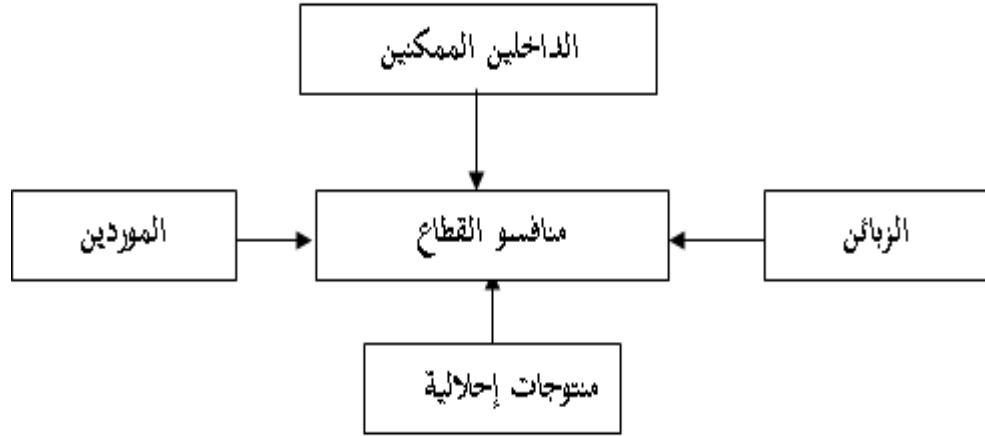 الداخلين الممكنين
الزبائن
منافسو القطاع
الموردين
منتوجات إحلالية